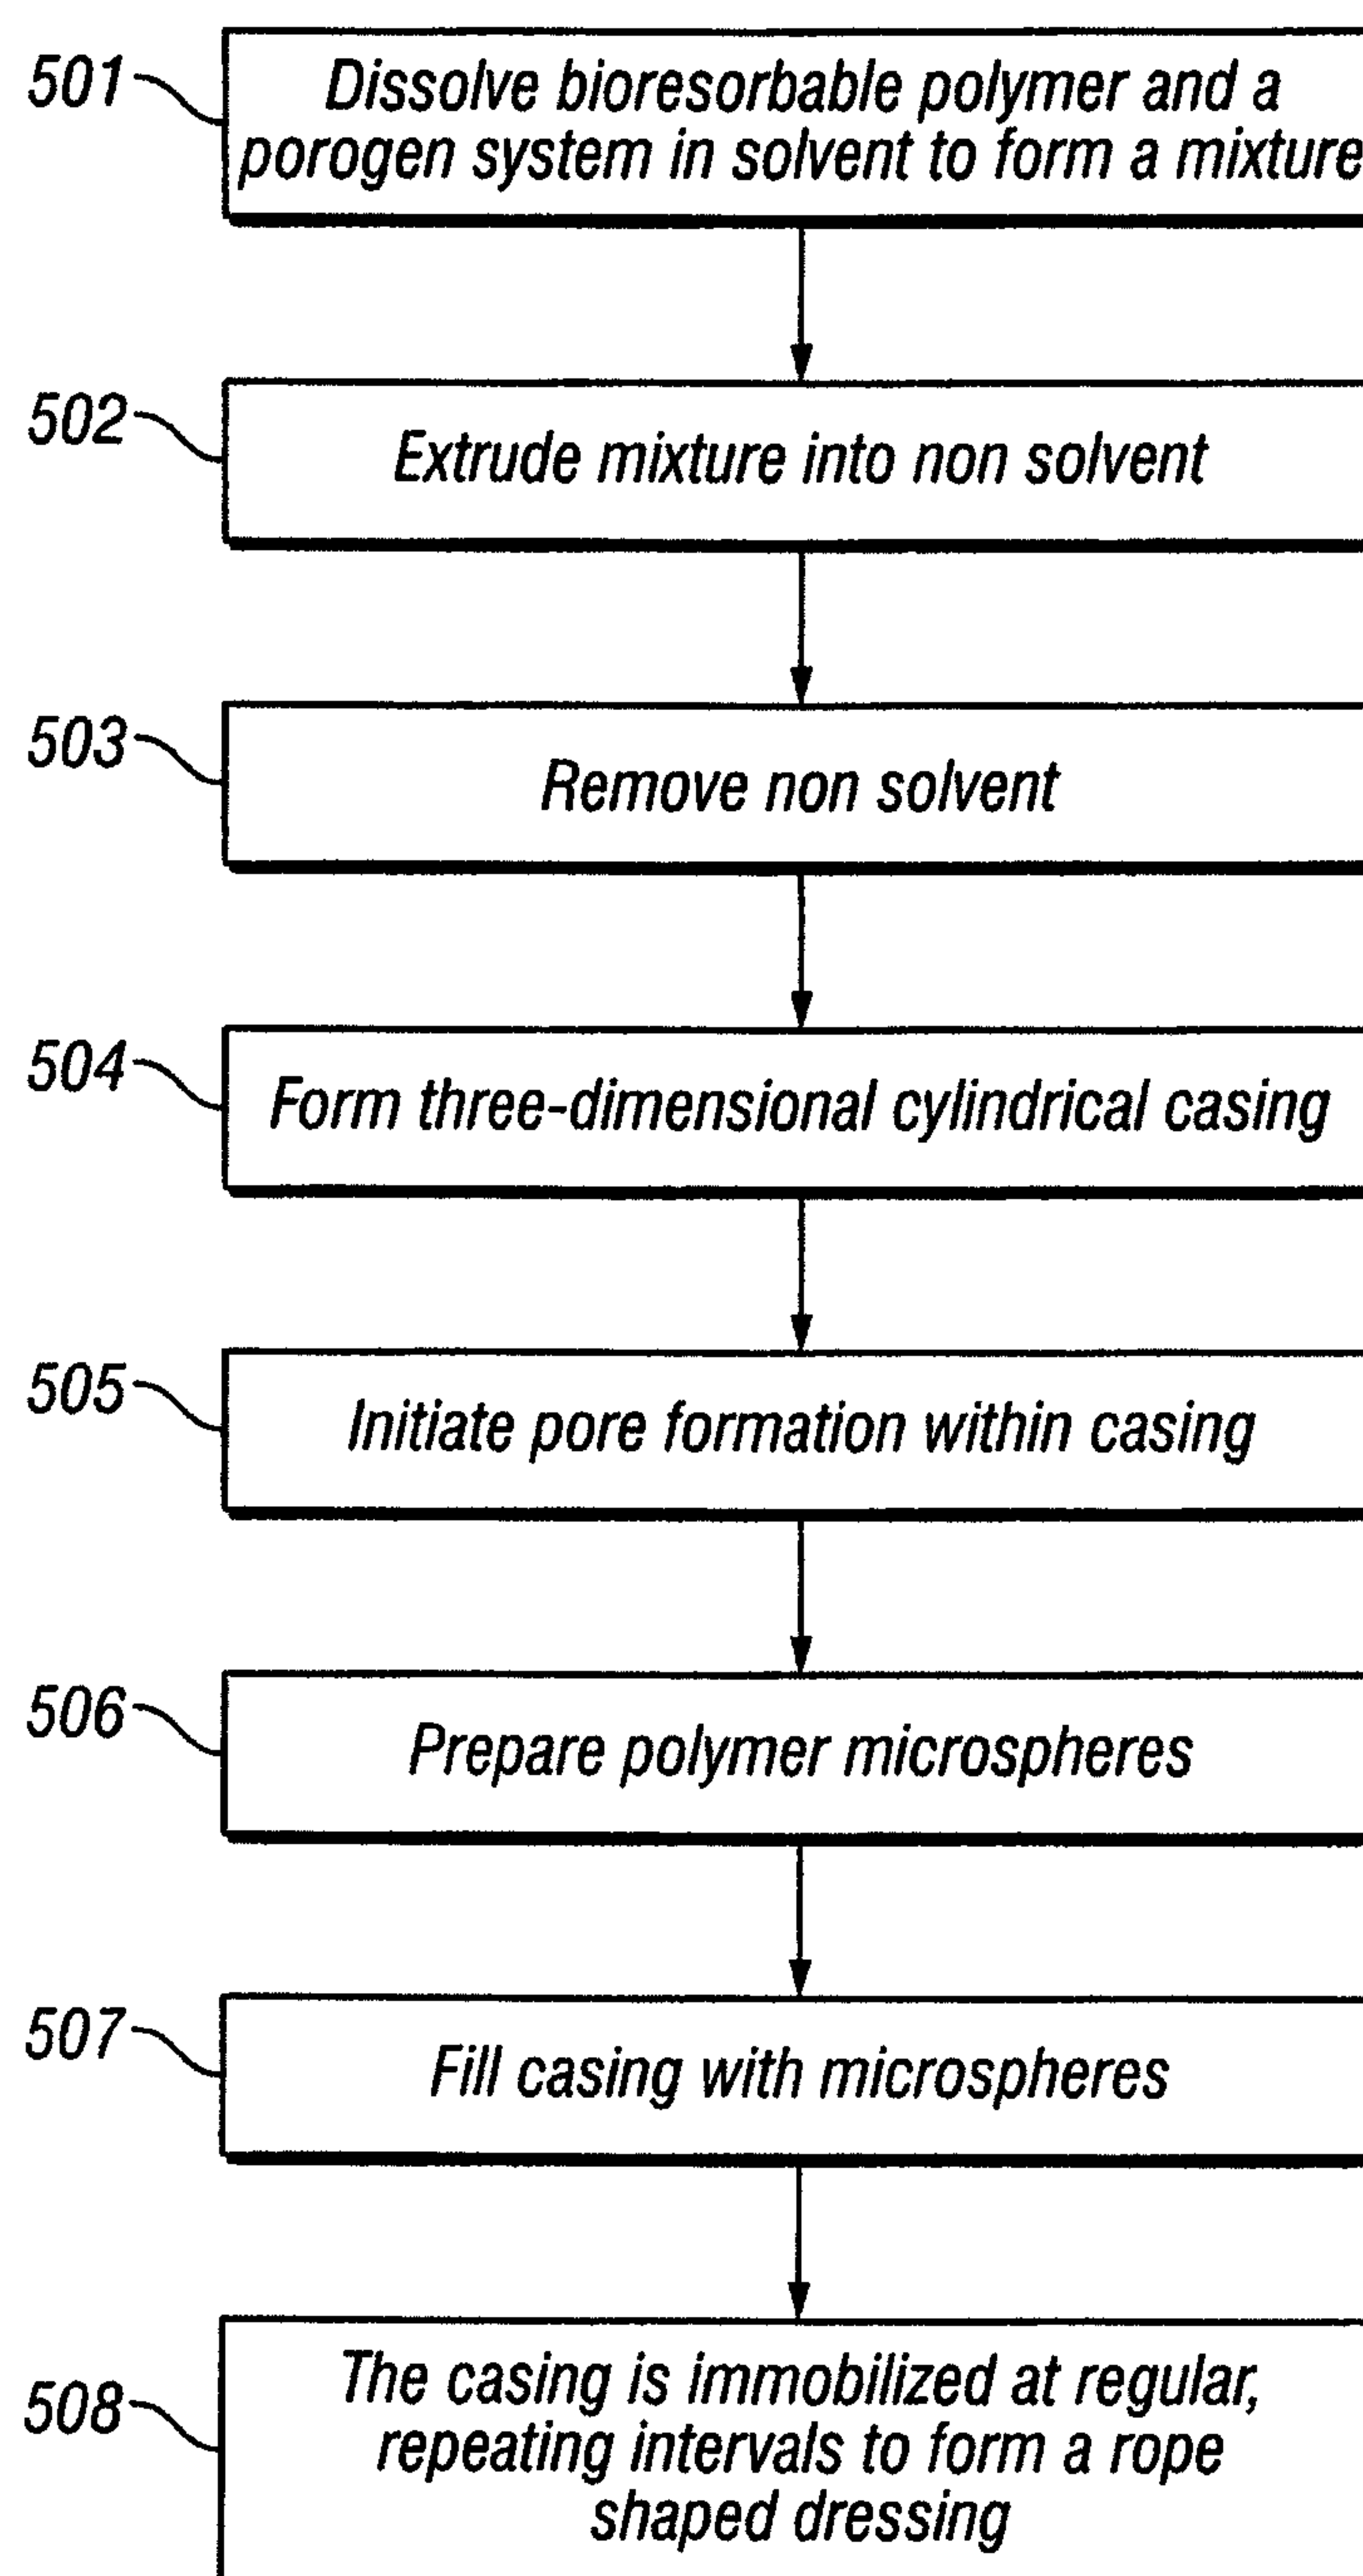 501
Dissolve bioresorbable polymer and a
porogen system in solvent to form a mixture
502
Extrude mixture into non solvent
503
Remove non solvent
504
Form three-dimensional cylindrical casing
505
Initiate pore formation within casing
506
Prepare polymer microspheres
507
Fill casing with microspheres
508
The casing is immobilized at regular,
repeating intervals to form a rope
shaped dressing